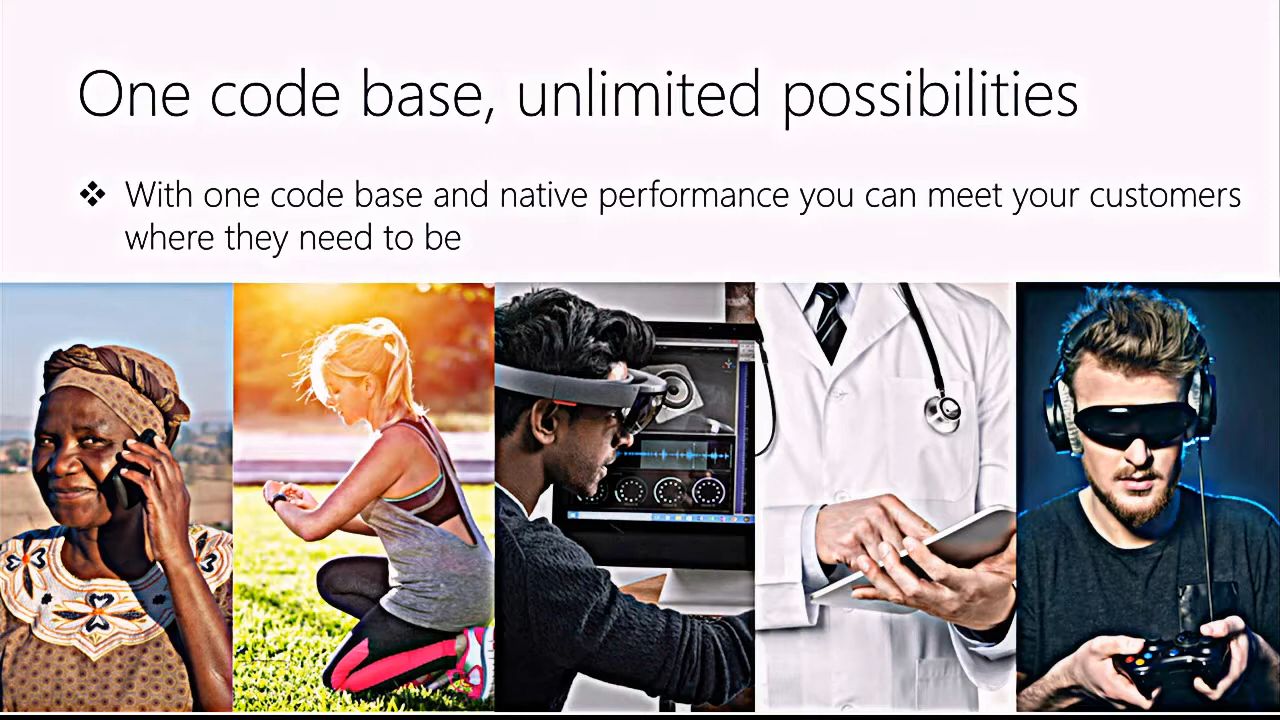 One code base, unlimited possibilities
❖ With one code base and native performance you can meet your customers
where they need to be